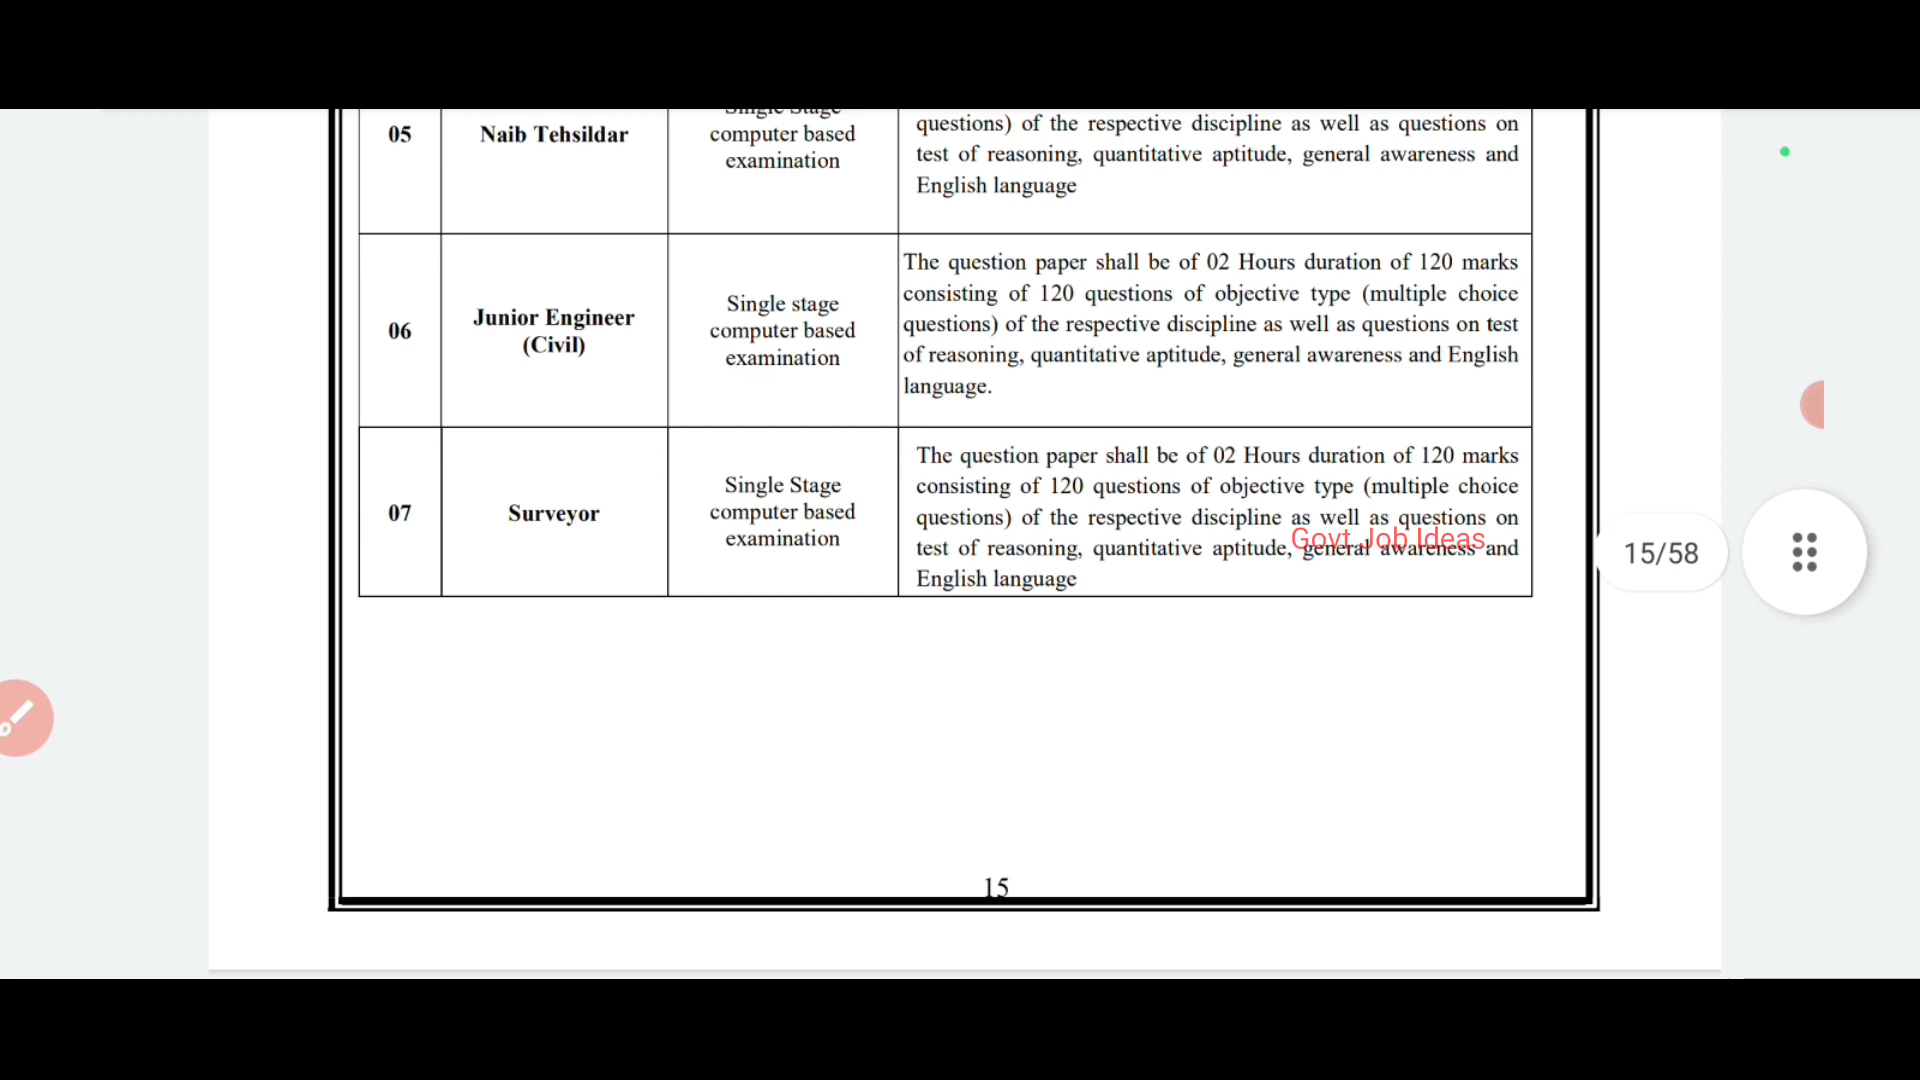 05
Naib Tehsildar
Single Stage
computer based
examination
questions) of the respective discipline as well as questions on
test of reasoning, quantitative aptitude, general awareness and
English language
06
Junior Engineer
(Civil)
Single stage
computer based
examination
The question paper shall be of 02 Hours duration of 120 marks
consisting of 120 questions of objective type (multiple choice
questions) of the respective discipline as well as questions on test
of reasoning, quantitative aptitude, general awareness and English
language.
07
Surveyor
Single Stage
computer based
examination
The question paper shall be of 02 Hours duration of 120 marks
consisting of 120 questions of objective type (multiple choice
questions) of the respective discipline as well as questions on
test of reasoning, quantitative aptitude, general awareness and
English language
Govt Job Ideas
15/58
15